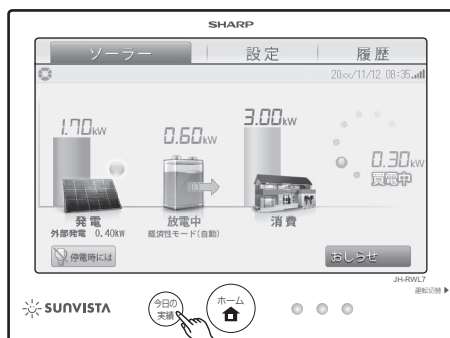 SHARP
ソーラー 設定 履歴
20xx/11/12 08:35
1.70kW
0.60kW
3.00kW
0.30kW
買電中
発電 放電中 消費
外部発電 0.40kW 経済性モード(自動)
停電時には おしらせ
JH-RWL7
運転切替▶
SUNVISTA 今日の実績 ホーム